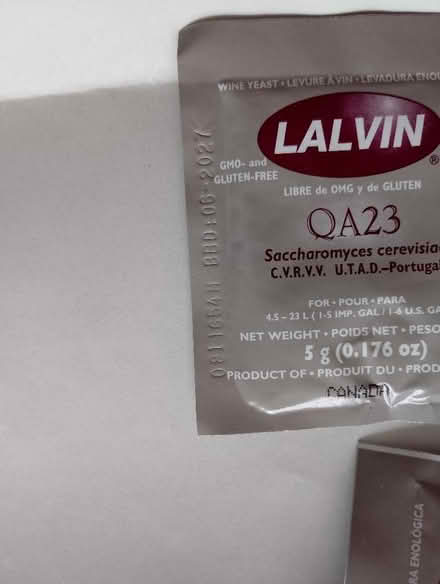 WINE YEAST • LEVURE À VIN • LEVADURA ENO
LALVIN
®
GMO- and
GLUTEN-FREE
LIBRE de OMG y de GLUTEN
QA23
Saccharomyces cerevisia
C.V.R.V.V. U.T.A.D.–Portugal
FOR • POUR • PARA
4.5 – 23 L ( 1-5 IMP. GAL / 1-6 U.S. GA
NET WEIGHT • POIDS NET • PESO
5 g (0.176 oz)
PRODUCT OF • PRODUIT DU • PROD
CANADA
BBD:06-2027
RA ENOLÓGICA